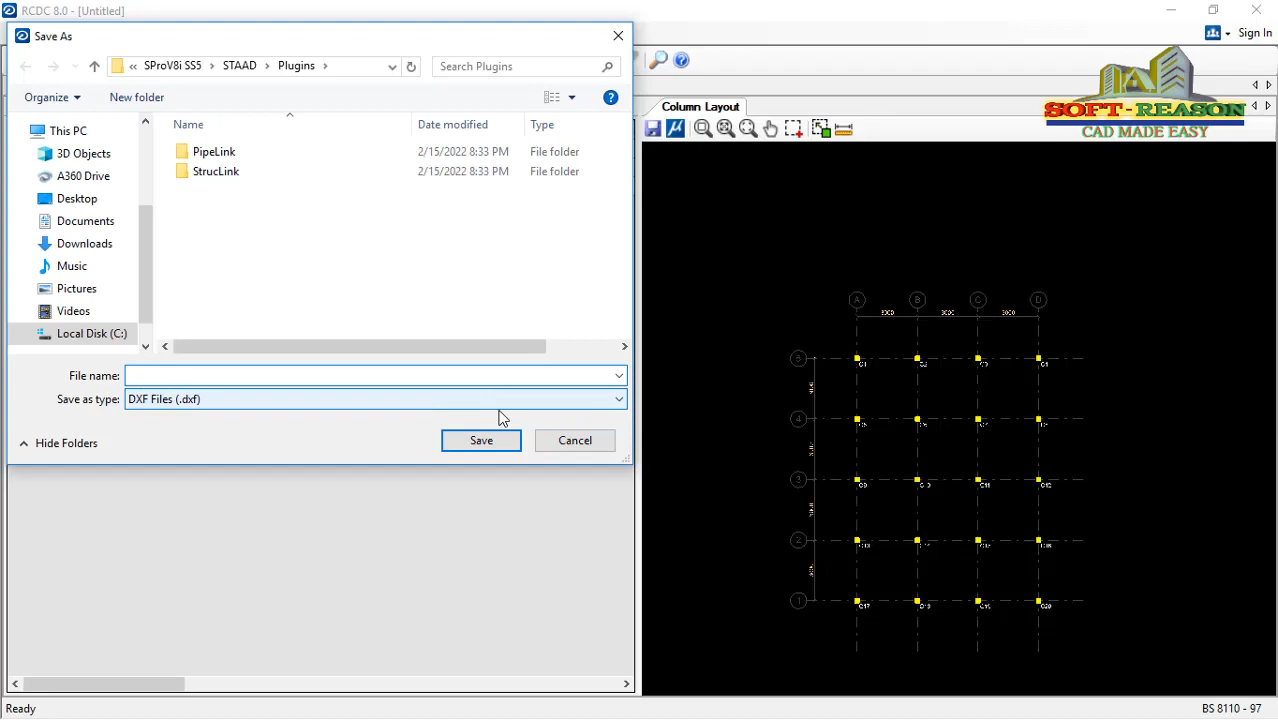 RCDC 8.0 - [Untitled]
Save As
Sign In
SProV8i SS5
STAAD
Plugins
Search Plugins
SOFT-REASON
CAD MADE EASY
Organize
New folder
Column Layout
Name
Date modified
Type
This PC
3D Objects
A360 Drive
Desktop
Documents
Downloads
Music
Pictures
Videos
Local Disk (C:)
PipeLink
2/15/2022 8:33 PM
File folder
StrucLink
2/15/2022 8:33 PM
File folder
File name:
Save as type:
DXF Files (.dxf)
Hide Folders
Save
Cancel
A
B
C
D
4
3
2
1
C9
C11
C12
C17
Ready
BS 8110 - 97